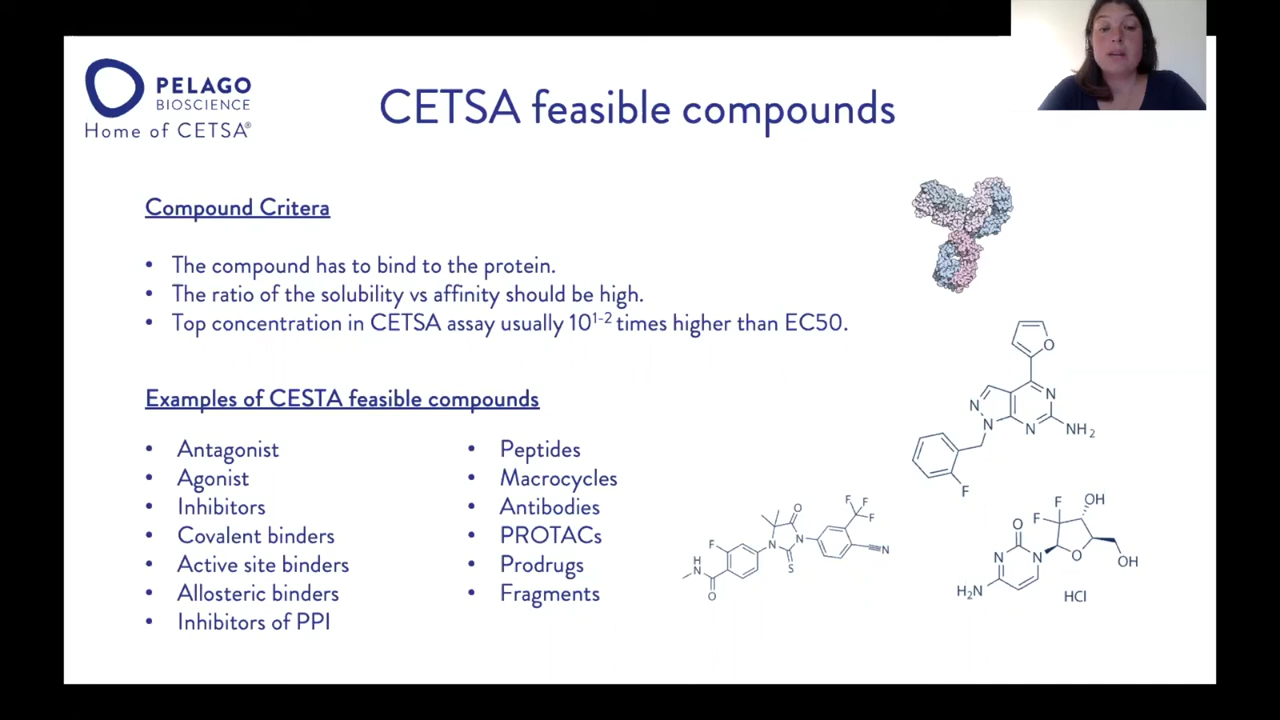 PELAGO
BIOSCIENCE
Home of CETSA®
CETSA feasible compounds
Compound Critera
• The compound has to bind to the protein.
• The ratio of the solubility vs affinity should be high.
• Top concentration in CETSA assay usually 10¹⁻² times higher than EC50.
Examples of CESTA feasible compounds
• Antagonist
• Agonist
• Inhibitors
• Covalent binders
• Active site binders
• Allosteric binders
• Inhibitors of PPI
• Peptides
• Macrocycles
• Antibodies
• PROTACs
• Prodrugs
• Fragments
O
N
N
N
N
NH₂
F
F
F
F
O
F
N
N
N
S
H
N
O
F
OH
F
O
N
N
O
OH
H₂N
HCl